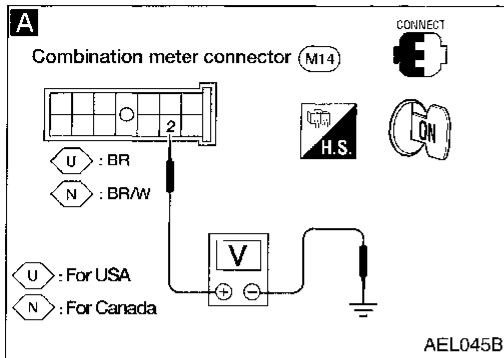 A
CONNECT
Combination meter connector M14
2
H.S.
ON
U : BR
N : BR/W
V
+ −
U : For USA
N : For Canada
AEL045B